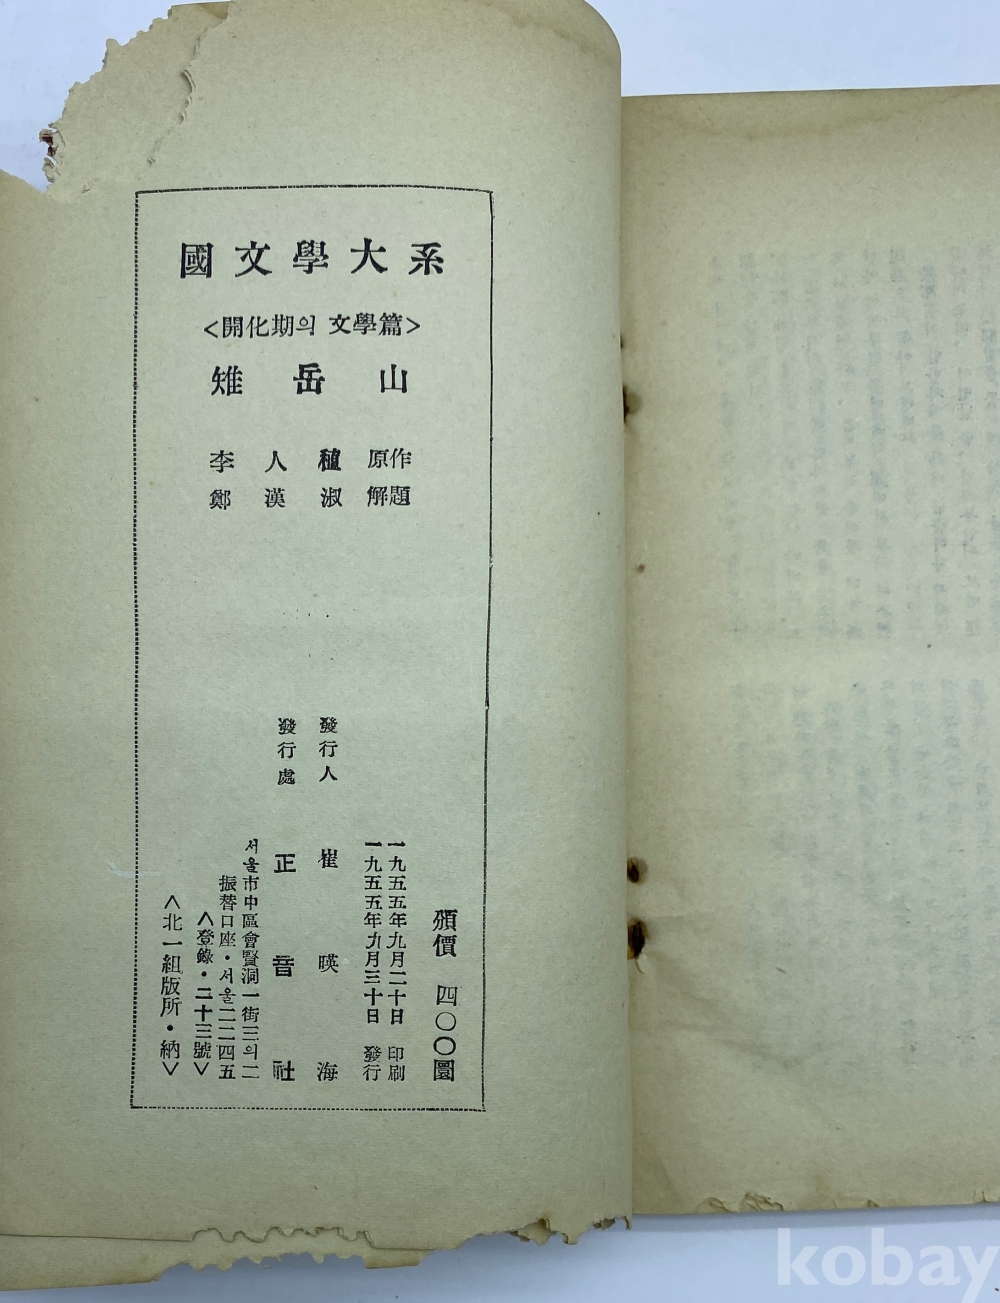 國文學大系
<開化期의 文學篇>
雉岳山
李人稙 原作
鄭漢淑 解題
頒價 四〇〇圜
一九五五年九月二十日 印刷
一九五五年九月三十日 發行
發行人 崔暎海
發行處 正音社
서울市中區會賢洞一街三의二
振替口座・서울二二四五
<登錄・二十三號>
<北一組版所・納>
kobay